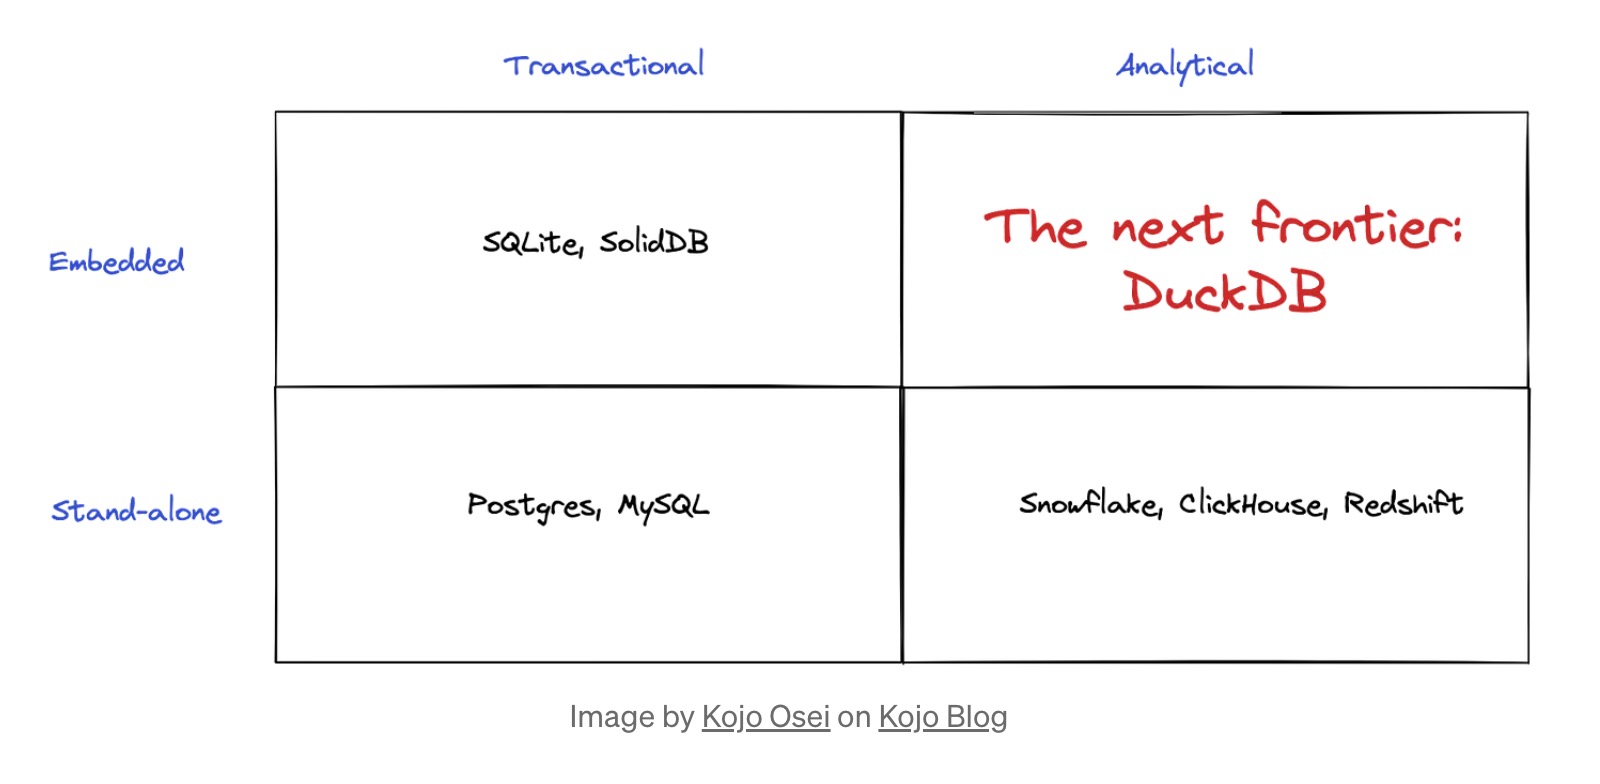 Transactional
Analytical
Embedded
SQLite, SolidDB
The next frontier:
DuckDB
Stand-alone
Postgres, MySQL
Snowflake, ClickHouse, Redshift
Image by Kojo Osei on Kojo Blog